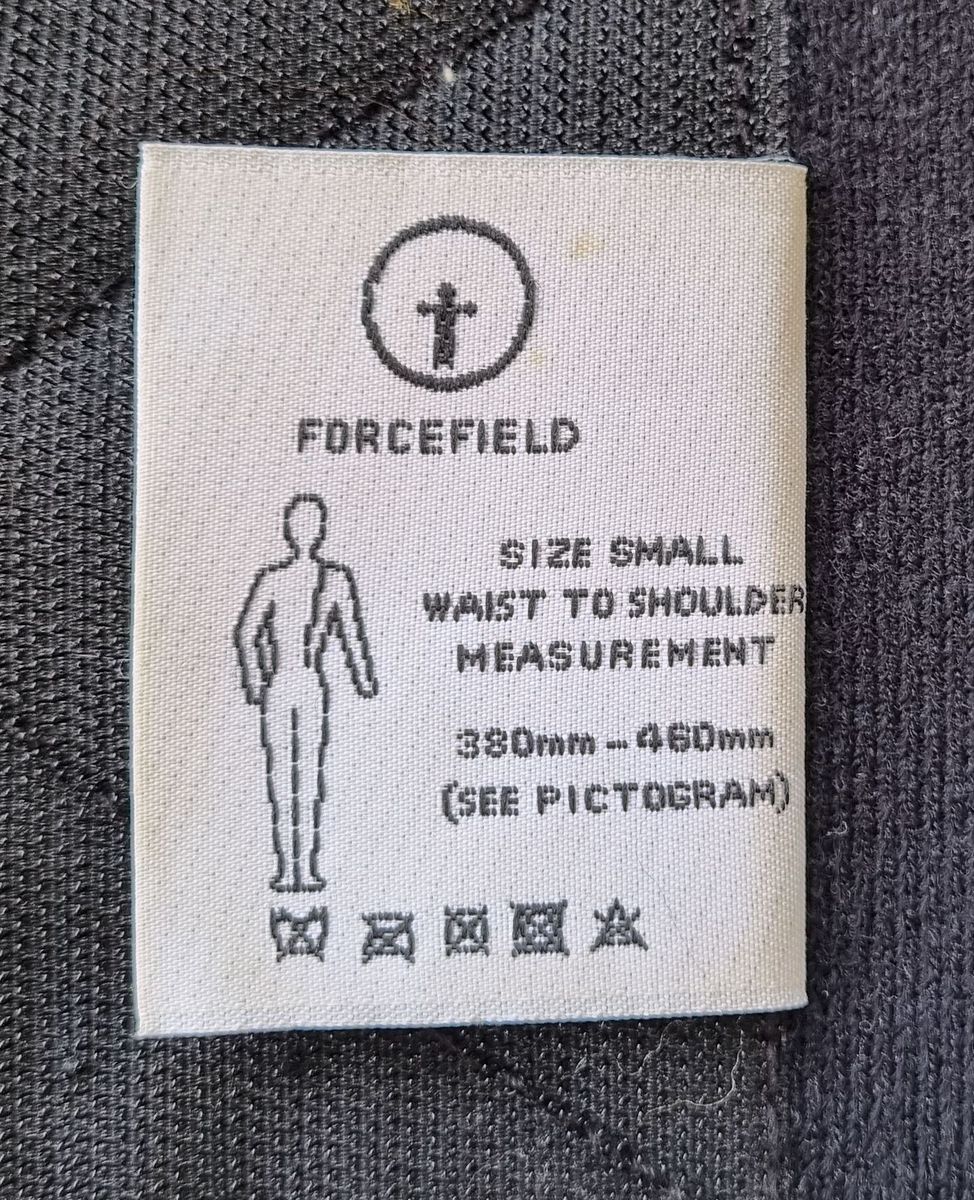 FORCEFIELD
SIZE SMALL
WAIST TO SHOULDER
MEASUREMENT
380mm - 460mm
(SEE PICTOGRAM)